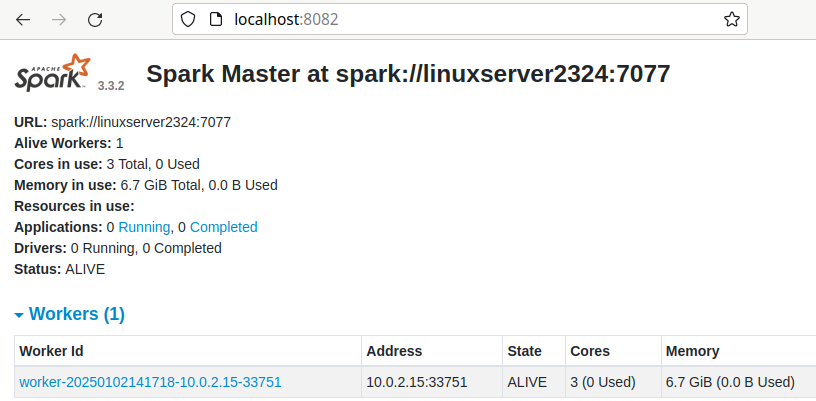 localhost:8082
APACHE
Spark 3.3.2 Spark Master at spark://linuxserver2324:7077
URL: spark://linuxserver2324:7077
Alive Workers: 1
Cores in use: 3 Total, 0 Used
Memory in use: 6.7 GiB Total, 0.0 B Used
Resources in use:
Applications: 0 Running, 0 Completed
Drivers: 0 Running, 0 Completed
Status: ALIVE
Workers (1)
Worker Id Address State Cores Memory
worker-20250102141718-10.0.2.15-33751 10.0.2.15:33751 ALIVE 3 (0 Used) 6.7 GiB (0.0 B Used)